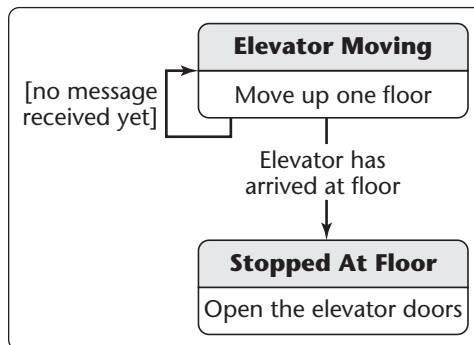 Elevator Moving
Move up one floor
[no message
received yet]
Elevator has
arrived at floor
Stopped At Floor
Open the elevator doors